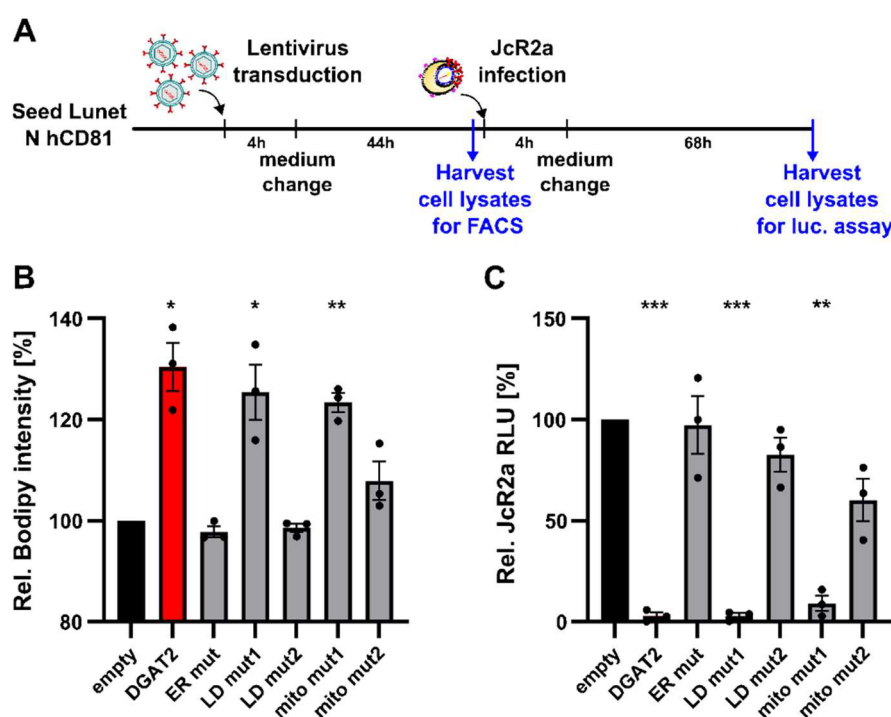 A
Lentivirus
transduction
JcR2a
infection
Seed Lunet
N hCD81
4h
44h
4h
68h
medium
change
Harvest
cell lysates
for FACS
medium
change
Harvest
cell lysates
for luc. assay
B
Rel. Bodipy intensity [%]
140
120
100
80
*
*
**
empty
DGAT2
ER mut
LD mut1
LD mut2
mito mut1
mito mut2
C
Rel. JcR2a RLU [%]
150
100
50
0
***
***
**
empty
DGAT2
ER mut
LD mut1
LD mut2
mito mut1
mito mut2